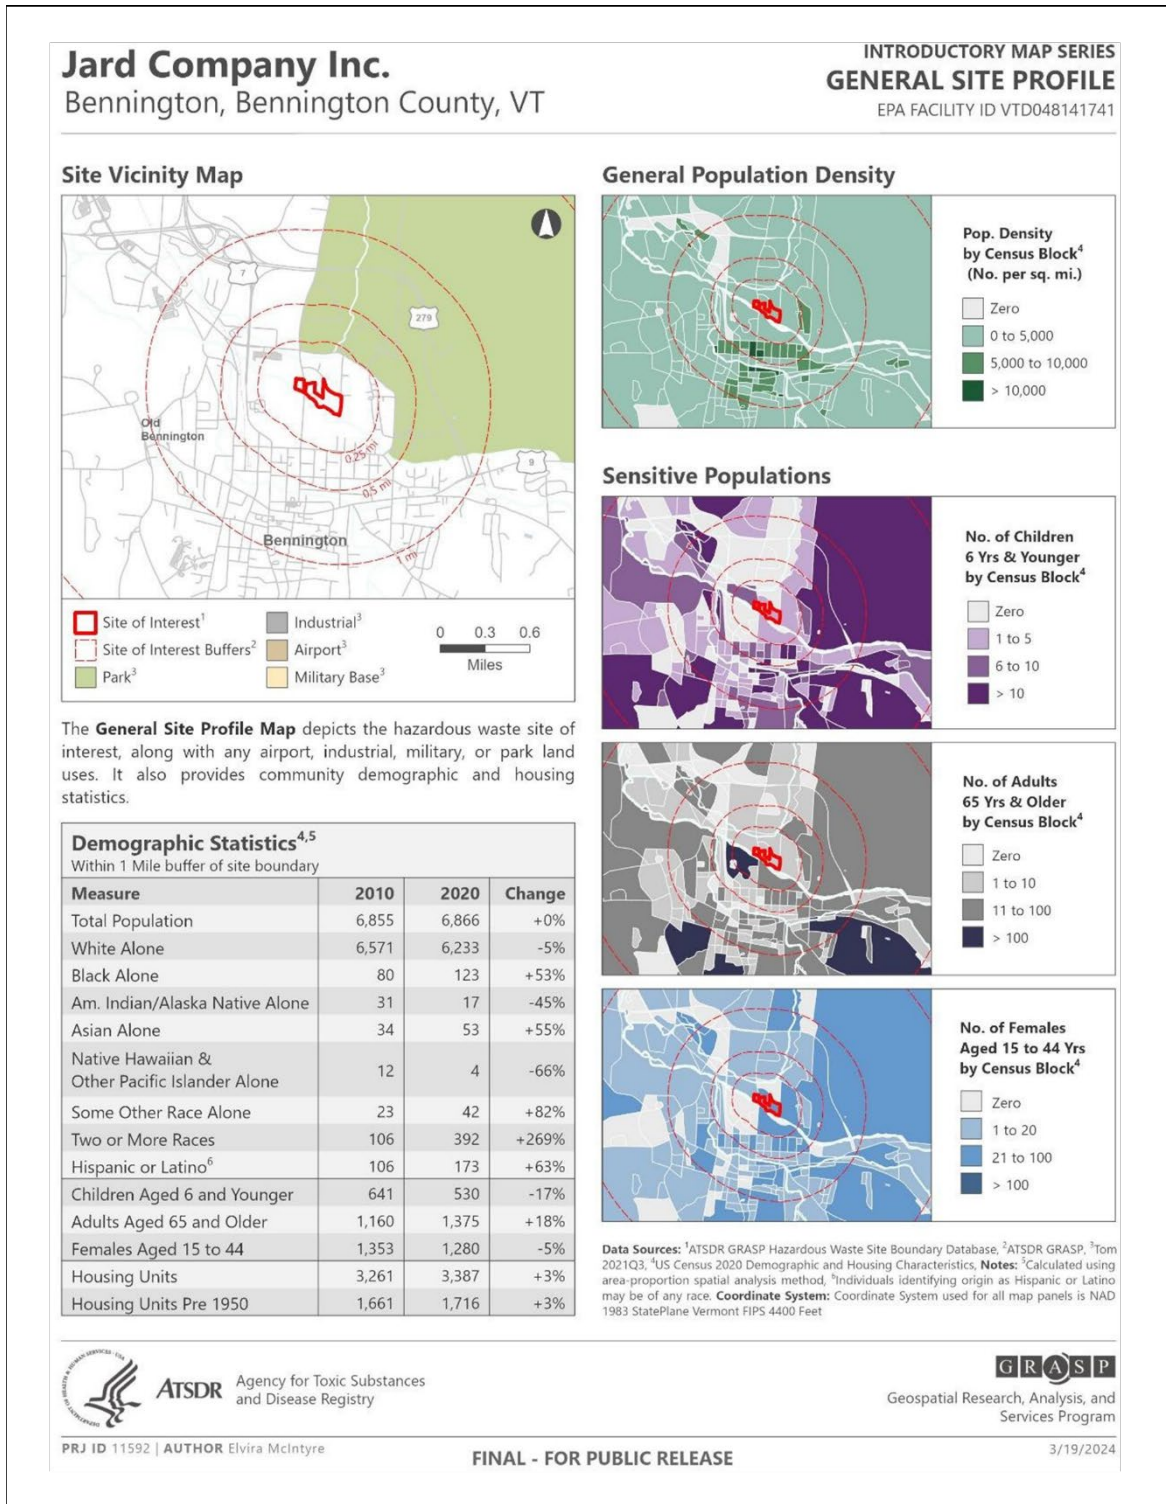 Jard Company Inc.
Bennington, Bennington County, VT
INTRODUCTORY MAP SERIES
GENERAL SITE PROFILE
EPA FACILITY ID VTD048141741
Site Vicinity Map
7
279
9
Old
Bennington
Bennington
0.25 mi
0.5 mi
1 mi
Site of Interest1
Site of Interest Buffers2
Park3
Industrial3
Airport3
Military Base3
0 0.3 0.6
Miles
The General Site Profile Map depicts the hazardous waste site of
interest, along with any airport, industrial, military, or park land
uses. It also provides community demographic and housing
statistics.
Demographic Statistics4,5
Within 1 Mile buffer of site boundary
Measure 2010 2020 Change
Total Population 6,855 6,866 +0%
White Alone 6,571 6,233 -5%
Black Alone 80 123 +53%
Am. Indian/Alaska Native Alone 31 17 -45%
Asian Alone 34 53 +55%
Native Hawaiian &
Other Pacific Islander Alone 12 4 -66%
Some Other Race Alone 23 42 +82%
Two or More Races 106 392 +269%
Hispanic or Latino6 106 173 +63%
Children Aged 6 and Younger 641 530 -17%
Adults Aged 65 and Older 1,160 1,375 +18%
Females Aged 15 to 44 1,353 1,280 -5%
Housing Units 3,261 3,387 +3%
Housing Units Pre 1950 1,661 1,716 +3%
General Population Density
Pop. Density
by Census Block4
(No. per sq. mi.)
Zero
0 to 5,000
5,000 to 10,000
> 10,000
Sensitive Populations
No. of Children
6 Yrs & Younger
by Census Block4
Zero
1 to 5
6 to 10
> 10
No. of Adults
65 Yrs & Older
by Census Block4
Zero
1 to 10
11 to 100
> 100
No. of Females
Aged 15 to 44 Yrs
by Census Block4
Zero
1 to 20
21 to 100
> 100
Data Sources: 1ATSDR GRASP Hazardous Waste Site Boundary Database, 2ATSDR GRASP, 3Tom
2021Q3, 4US Census 2020 Demographic and Housing Characteristics, Notes: 5Calculated using
area-proportion spatial analysis method, 6Individuals identifying origin as Hispanic or Latino
may be of any race. Coordinate System: Coordinate System used for all map panels is NAD
1983 StatePlane Vermont FIPS 4400 Feet
ATSDR
Agency for Toxic Substances
and Disease Registry
GRASP
Geospatial Research, Analysis, and
Services Program
PRJ ID 11592 | AUTHOR Elvira McIntyre
FINAL - FOR PUBLIC RELEASE
3/19/2024